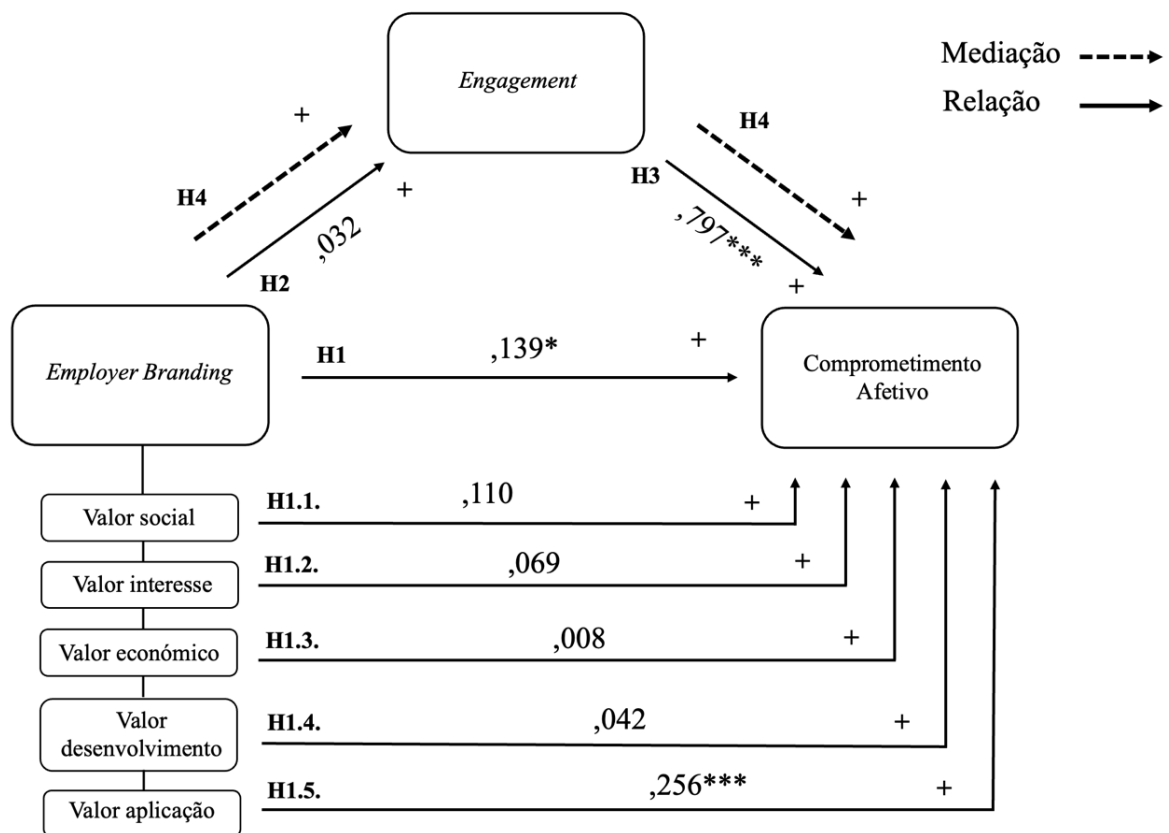 Engagement
Mediação
Relação
+
H4
H4
+
H3
+
,797***
+
,032
H2
Employer Branding
H1
,139*
+
Comprometimento
Afetivo
Valor social
H1.1.
,110
+
Valor interesse
H1.2.
,069
+
Valor económico
H1.3.
,008
+
Valor
desenvolvimento
H1.4.
,042
+
Valor aplicação
H1.5.
,256***
+